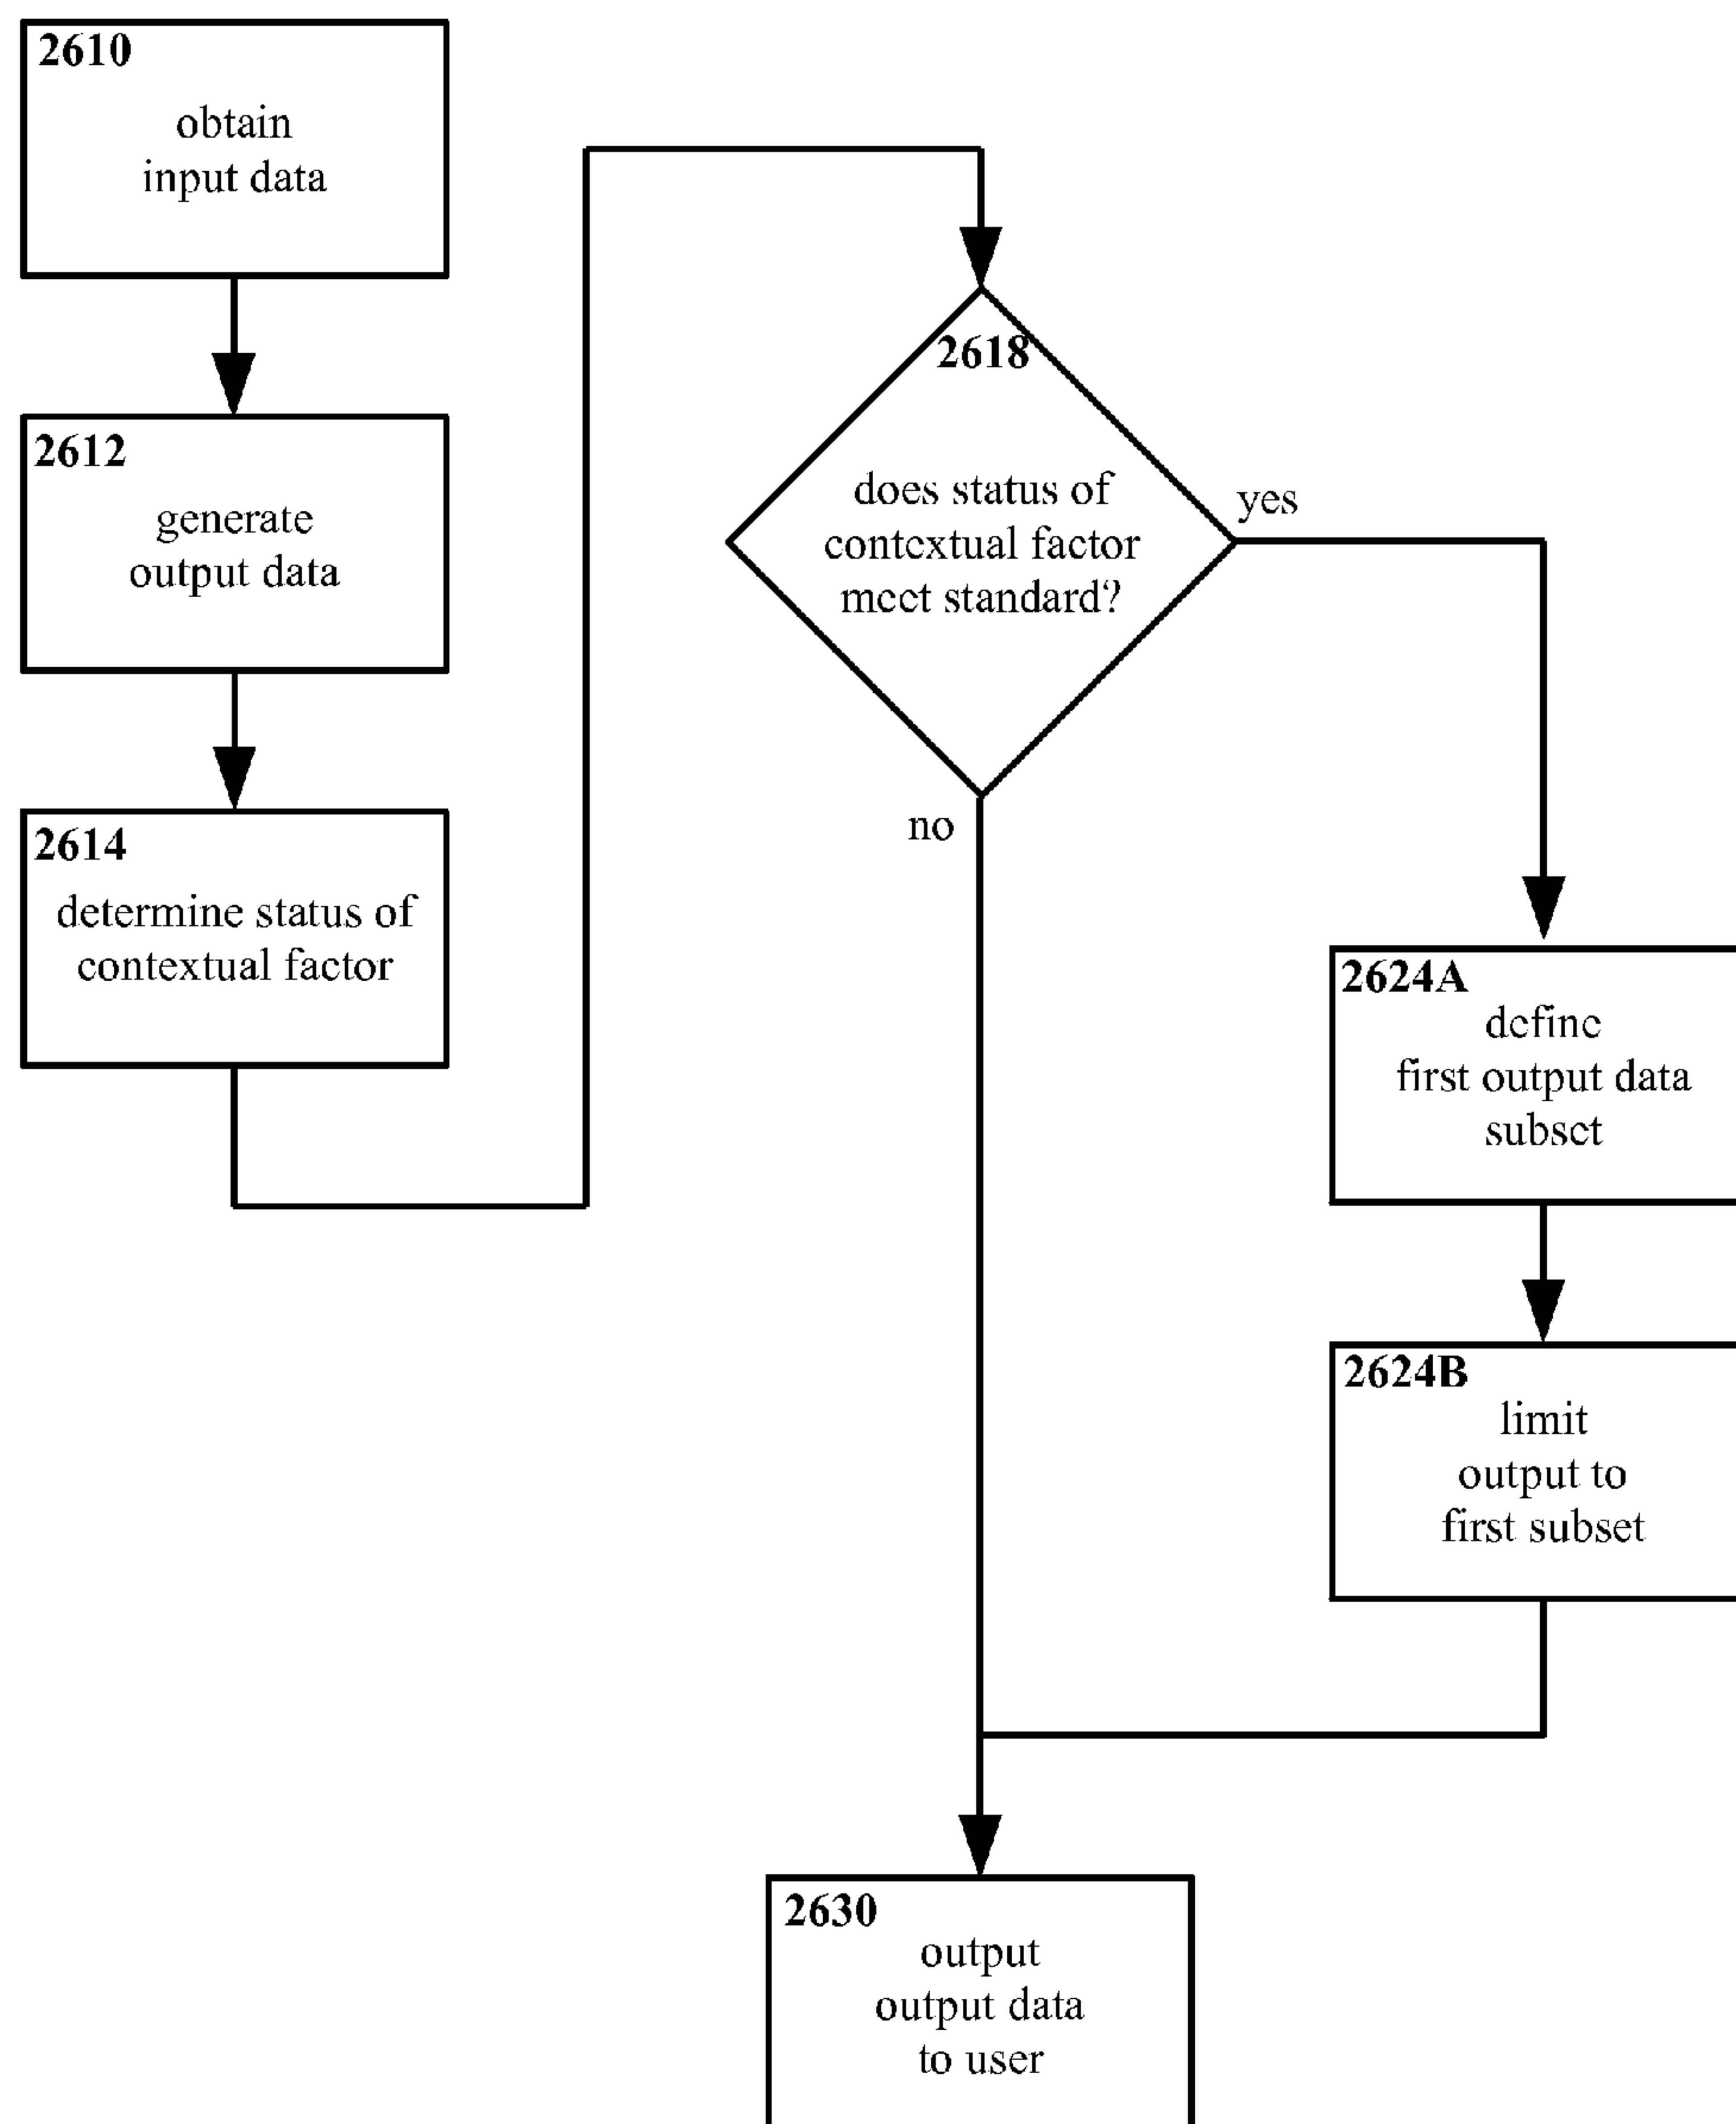 2610
obtain
input data
2612
generate
output data
2614
determine status of
contextual factor
2618
does status of
contextual factor
meet standard?
yes
no
2624A
define
first output data
subset
2624B
limit
output to
first subset
2630
output
output data
to user